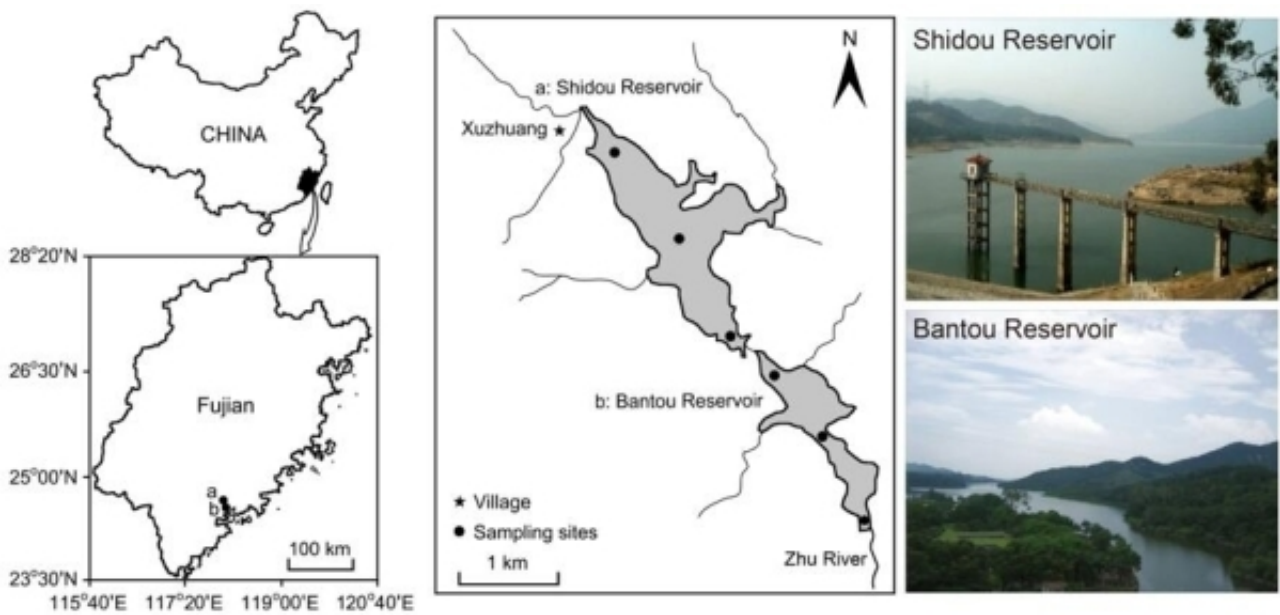 CHINA
28°20'N
26°30'N
25°00'N
23°30'N
115°40'E 117°20'E 119°00'E 120°40'E
Fujian
a
b
100 km
N
a: Shidou Reservoir
Xuzhuang
b: Bantou Reservoir
Village
Sampling sites
1 km
Zhu River
Shidou Reservoir
Bantou Reservoir